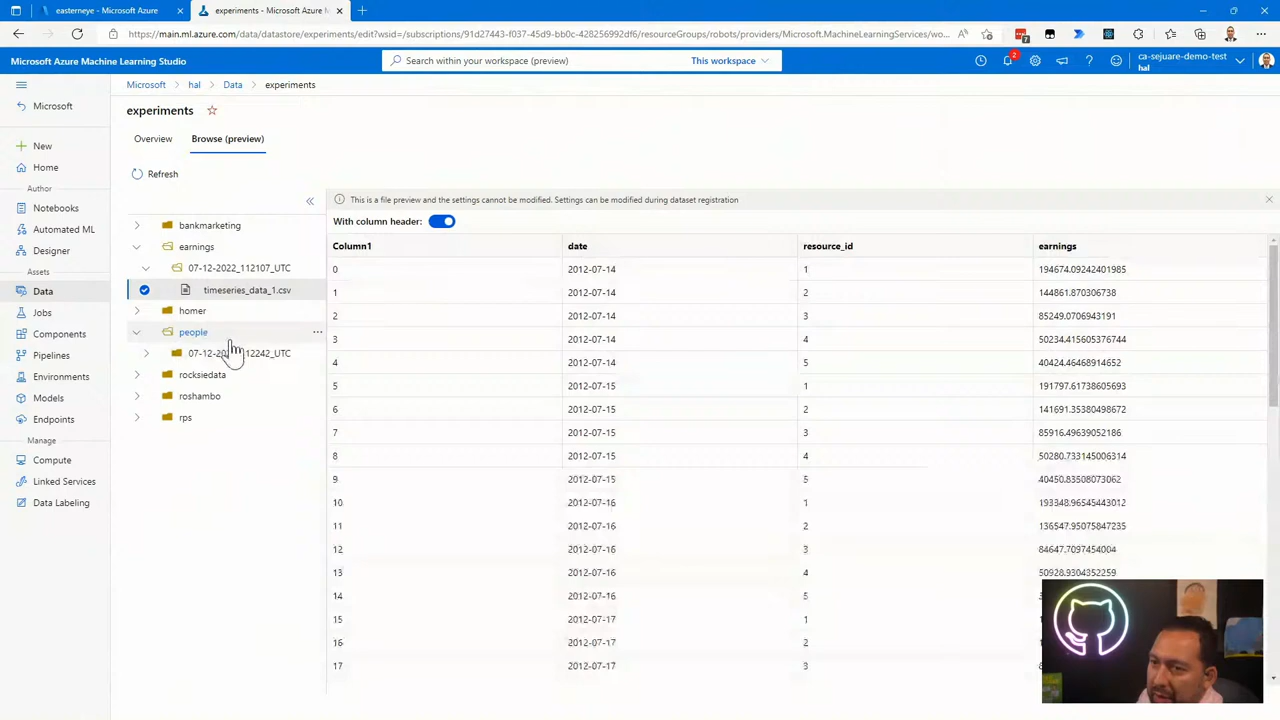 easterneye - Microsoft Azure
experiments - Microsoft Azure M
https://main.ml.azure.com/data/datastore/experiments/edit?wsid=/subscriptions/91d27443-f037-45d9-bb0c-428256992df6/resourceGroups/robots/providers/Microsoft.MachineLearningServices/wo...
Microsoft Azure Machine Learning Studio
Search within your workspace (preview)
This workspace
2
ca-sejuare-demo-test
hal
Microsoft
hal
Data
experiments
Microsoft
experiments
New
Home
Author
Notebooks
Automated ML
Designer
Assets
Data
Jobs
Components
Pipelines
Environments
Models
Endpoints
Manage
Compute
Linked Services
Data Labeling
Overview
Browse (preview)
Refresh
bankmarketing
earnings
07-12-2022_112107_UTC
timeseries_data_1.csv
homer
people
07-12-20 12242_UTC
rocksiedata
roshambo
rps
This is a file preview and the settings cannot be modified. Settings can be modified during dataset registration
With column header:
Column1 date resource_id earnings
0 2012-07-14 1 194674.09242401985
1 2012-07-14 2 144861.870306738
2 2012-07-14 3 85249.0706943191
3 2012-07-14 4 50234.415605376744
4 2012-07-14 5 40424.46468914652
5 2012-07-15 1 191797.61738605693
6 2012-07-15 2 141691.35380498672
7 2012-07-15 3 85916.49639052186
8 2012-07-15 4 50280.733145006314
9 2012-07-15 5 40450.83508073062
10 2012-07-16 1 193348.96545443012
11 2012-07-16 2 136547.95075847235
12 2012-07-16 3 84647.7097454004
13 2012-07-16 4 50928.9304352259
14 2012-07-16 5
15 2012-07-17 1
16 2012-07-17 2
17 2012-07-17 3